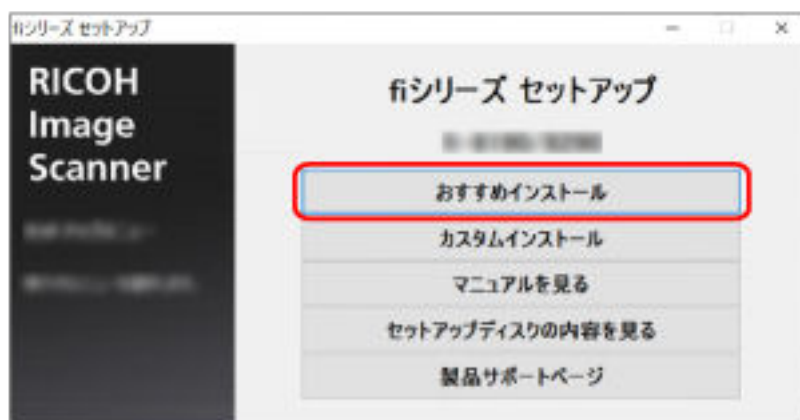 fiシリーズ セットアップ
RICOH
Image
Scanner
fiシリーズ セットアップ
おすすめインストール
カスタムインストール
マニュアルを見る
セットアップディスクの内容を見る
製品サポートページ